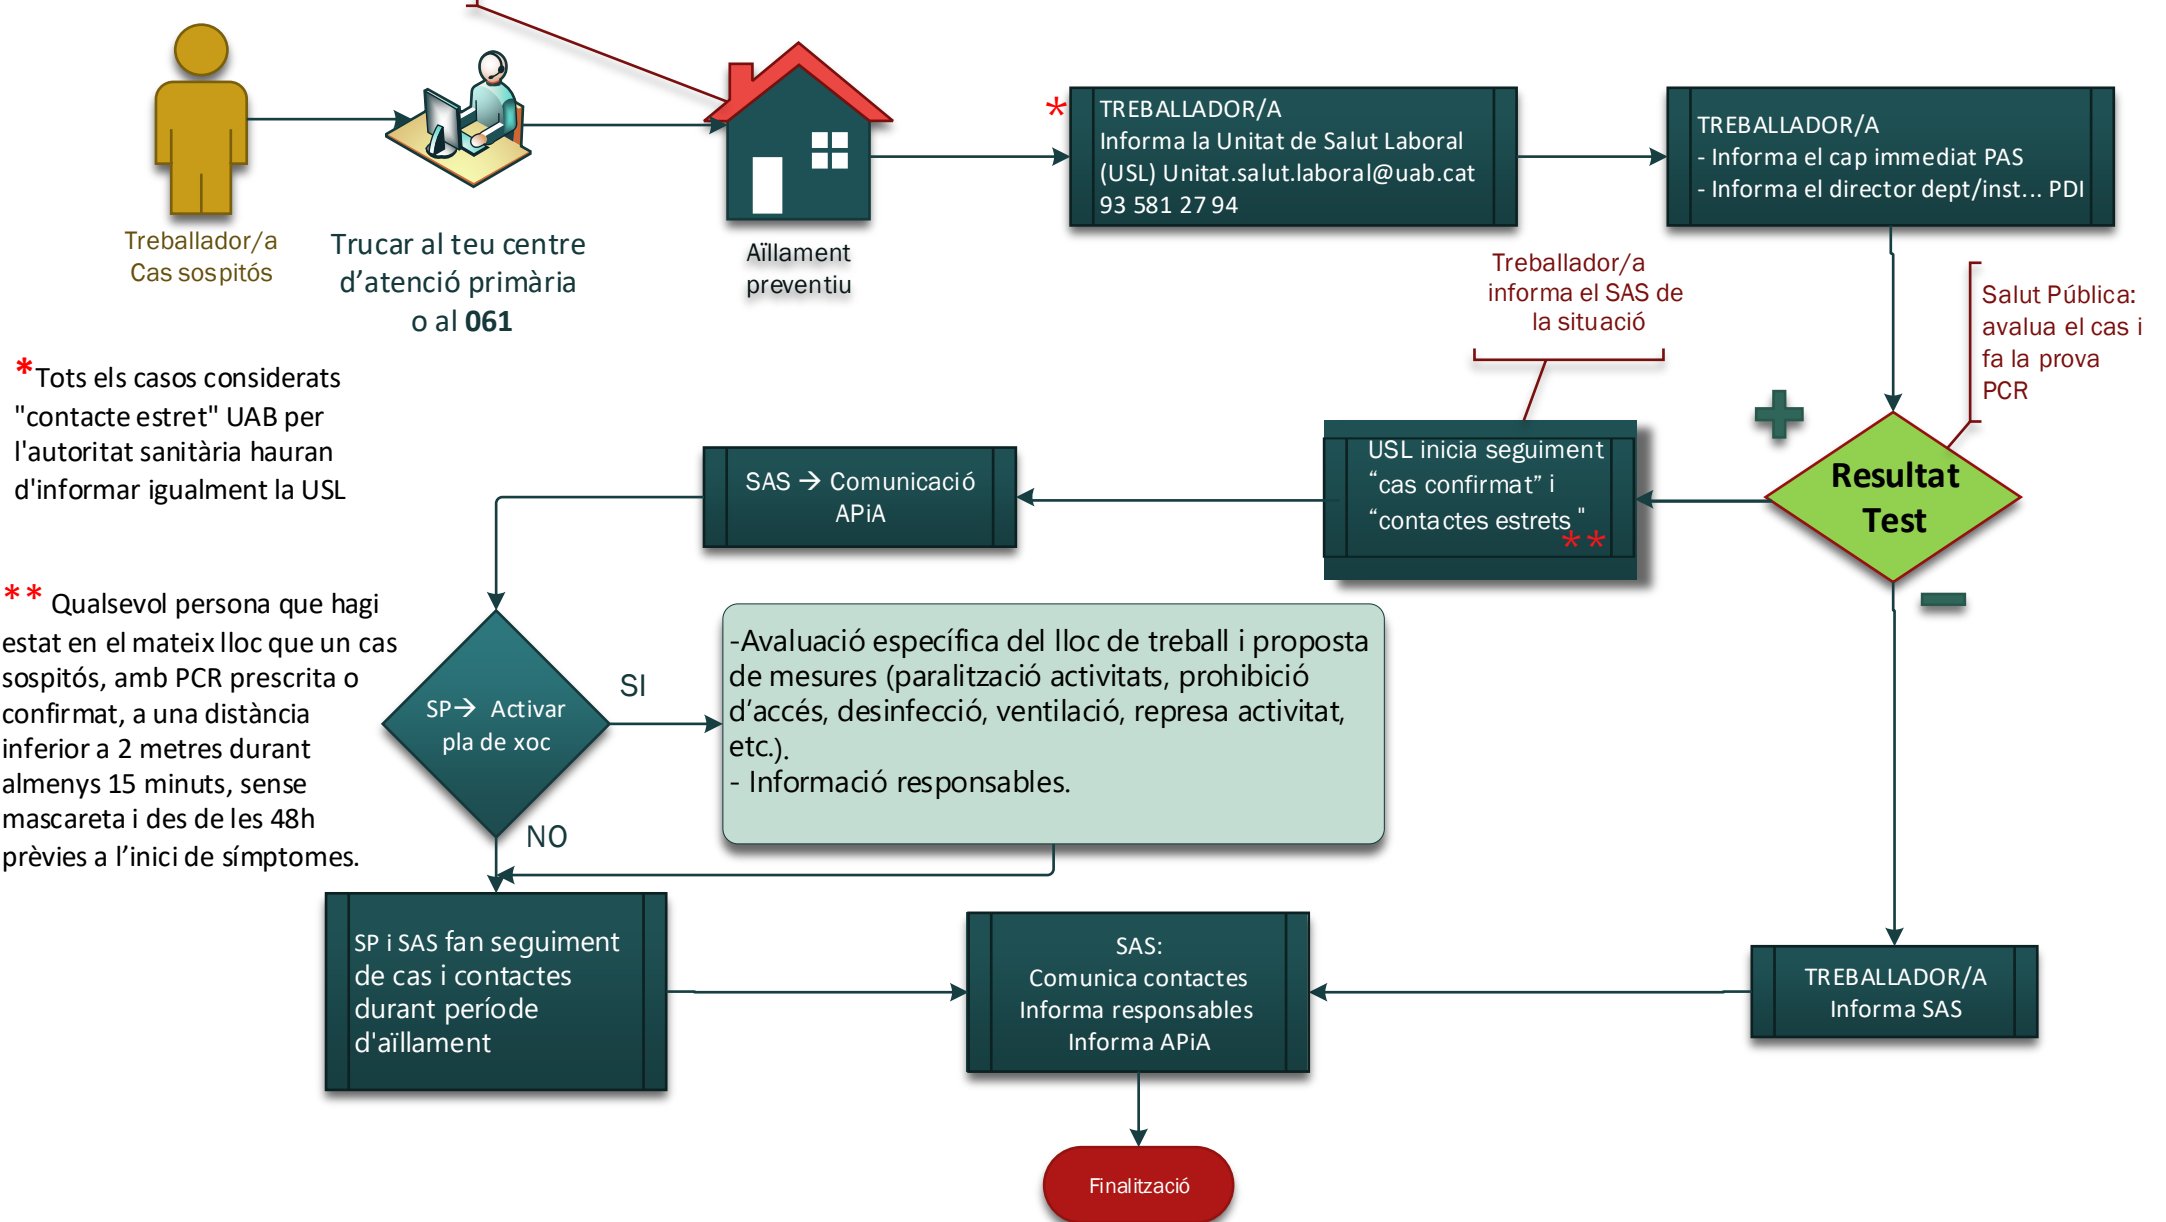 Treballador/a
Cas sospitós
Trucar al teu centre
d’atenció primària
o al 061
Aïllament
preventiu
*
TREBALLADOR/A
Informa la Unitat de Salut Laboral
(USL) Unitat.salut.laboral@uab.cat
93 581 27 94
TREBALLADOR/A
- Informa el cap immediat PAS
- Informa el director dept/inst... PDI
Treballador/a
informa el SAS de
la situació
Salut Pública:
avalua el cas i
fa la prova
PCR
*Tots els casos considerats
"contacte estret" UAB per
l'autoritat sanitària hauran
d'informar igualment la USL
Resultat
Test
USL inicia seguiment
“cas confirmat” i
“contactes estrets "
**
SAS → Comunicació
APiA
** Qualsevol persona que hagi
estat en el mateix lloc que un cas
sospitós, amb PCR prescrita o
confirmat, a una distància
inferior a 2 metres durant
almenys 15 minuts, sense
mascareta i des de les 48h
prèvies a l’inici de símptomes.
SP→ Activar
pla de xoc
SI
NO
-Avaluació específica del lloc de treball i proposta
de mesures (paralització activitats, prohibició
d’accés, desinfecció, ventilació, represa activitat,
etc.).
- Informació responsables.
SP i SAS fan seguiment
de cas i contactes
durant període
d'aïllament
SAS:
Comunica contactes
Informa responsables
Informa APiA
TREBALLADOR/A
Informa SAS
Finalització